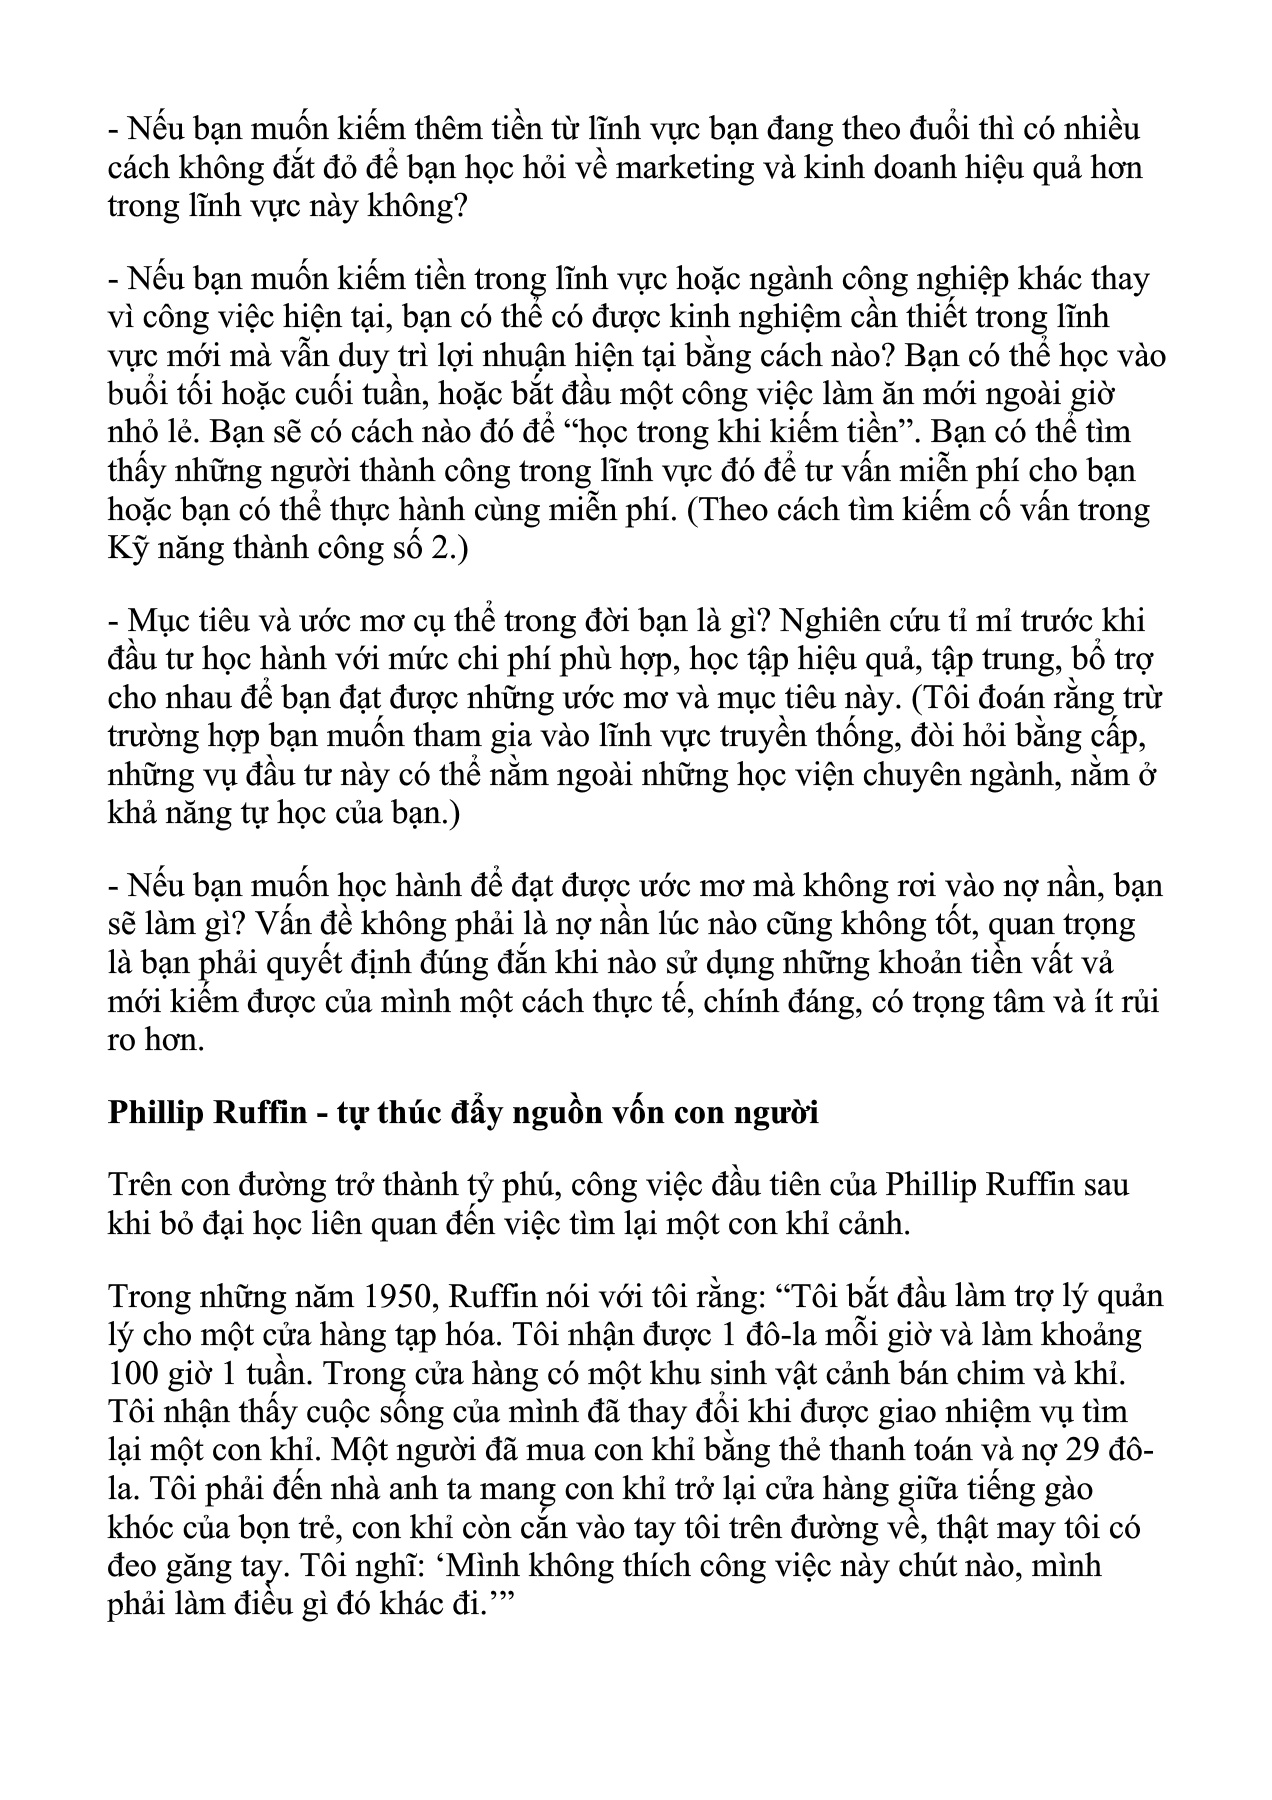 - Nếu bạn muốn kiếm thêm tiền từ lĩnh vực bạn đang theo đuổi thì có nhiều
cách không đắt đỏ để bạn học hỏi về marketing và kinh doanh hiệu quả hơn
trong lĩnh vực này không?
- Nếu bạn muốn kiếm tiền trong lĩnh vực hoặc ngành công nghiệp khác thay
vì công việc hiện tại, bạn có thể có được kinh nghiệm cần thiết trong lĩnh
vực mới mà vẫn duy trì lợi nhuận hiện tại bằng cách nào? Bạn có thể học vào
buổi tối hoặc cuối tuần, hoặc bắt đầu một công việc làm ăn mới ngoài giờ
nhỏ lẻ. Bạn sẽ có cách nào đó để “học trong khi kiếm tiền”. Bạn có thể tìm
thấy những người thành công trong lĩnh vực đó để tư vấn miễn phí cho bạn
hoặc bạn có thể thực hành cùng miễn phí. (Theo cách tìm kiếm cố vấn trong
Kỹ năng thành công số 2.)
- Mục tiêu và ước mơ cụ thể trong đời bạn là gì? Nghiên cứu tỉ mỉ trước khi
đầu tư học hành với mức chi phí phù hợp, học tập hiệu quả, tập trung, bổ trợ
cho nhau để bạn đạt được những ước mơ và mục tiêu này. (Tôi đoán rằng trừ
trường hợp bạn muốn tham gia vào lĩnh vực truyền thống, đòi hỏi bằng cấp,
những vụ đầu tư này có thể nằm ngoài những học viện chuyên ngành, nằm ở
khả năng tự học của bạn.)
- Nếu bạn muốn học hành để đạt được ước mơ mà không rơi vào nợ nần, bạn
sẽ làm gì? Vấn đề không phải là nợ nần lúc nào cũng không tốt, quan trọng
là bạn phải quyết định đúng đắn khi nào sử dụng những khoản tiền vất vả
mới kiếm được của mình một cách thực tế, chính đáng, có trọng tâm và ít rủi
ro hơn.
Phillip Ruffin - tự thúc đẩy nguồn vốn con người
Trên con đường trở thành tỷ phú, công việc đầu tiên của Phillip Ruffin sau
khi bỏ đại học liên quan đến việc tìm lại một con khỉ cảnh.
Trong những năm 1950, Ruffin nói với tôi rằng: “Tôi bắt đầu làm trợ lý quản
lý cho một cửa hàng tạp hóa. Tôi nhận được 1 đô-la mỗi giờ và làm khoảng
100 giờ 1 tuần. Trong cửa hàng có một khu sinh vật cảnh bán chim và khỉ.
Tôi nhận thấy cuộc sống của mình đã thay đổi khi được giao nhiệm vụ tìm
lại một con khỉ. Một người đã mua con khỉ bằng thẻ thanh toán và nợ 29 đô-
la. Tôi phải đến nhà anh ta mang con khỉ trở lại cửa hàng giữa tiếng gào
khóc của bọn trẻ, con khỉ còn cắn vào tay tôi trên đường về, thật may tôi có
đeo găng tay. Tôi nghĩ: ‘Mình không thích công việc này chút nào, mình
phải làm điều gì đó khác đi.’”